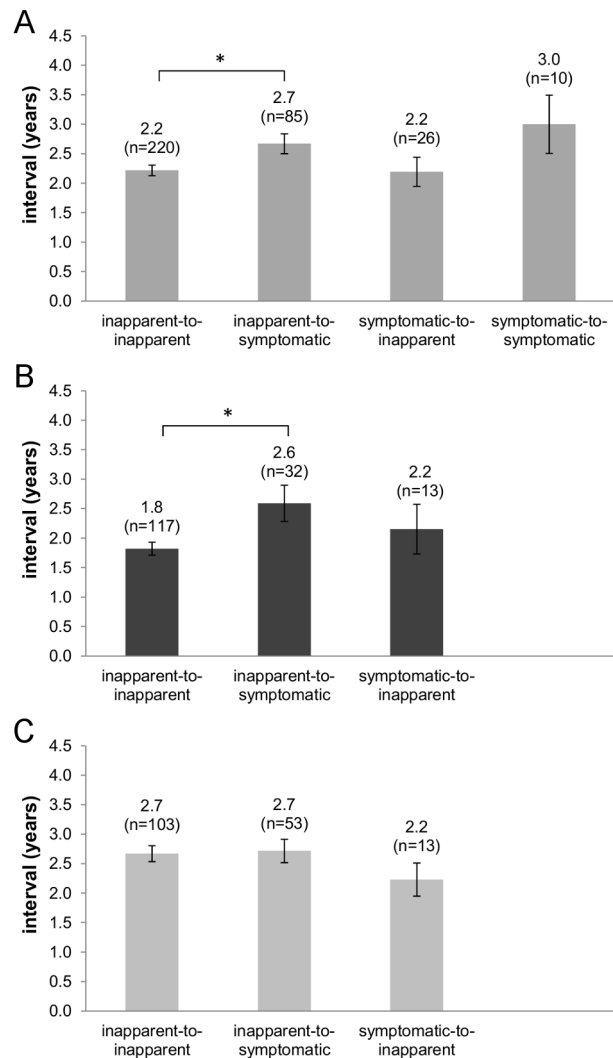 A
4.5
4.0
3.5
3.0
2.5
2.0
1.5
1.0
0.5
0.0
interval (years)
*
2.2
(n=220)
2.7
(n=85)
2.2
(n=26)
3.0
(n=10)
inapparent-to-
inapparent
inapparent-to-
symptomatic
symptomatic-to-
inapparent
symptomatic-to-
symptomatic
B
4.5
4.0
3.5
3.0
2.5
2.0
1.5
1.0
0.5
0.0
interval (years)
*
1.8
(n=117)
2.6
(n=32)
2.2
(n=13)
inapparent-to-
inapparent
inapparent-to-
symptomatic
symptomatic-to-
inapparent
C
4.5
4.0
3.5
3.0
2.5
2.0
1.5
1.0
0.5
0.0
interval (years)
2.7
(n=103)
2.7
(n=53)
2.2
(n=13)
inapparent-to-
inapparent
inapparent-to-
symptomatic
symptomatic-to-
inapparent